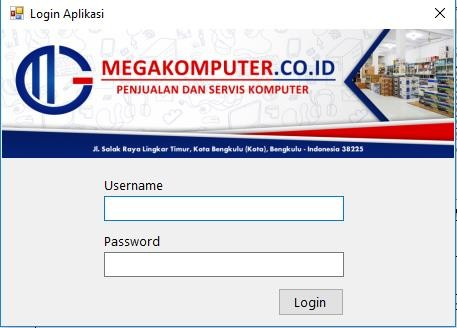 Login Aplikasi
MEGAKOMPUTER.CO.ID
PENJUALAN DAN SERVIS KOMPUTER
Jl. Salak Raya Lingkar Timur, Kota Bengkulu (Kota), Bengkulu - Indonesia 38225
Username
Password
Login